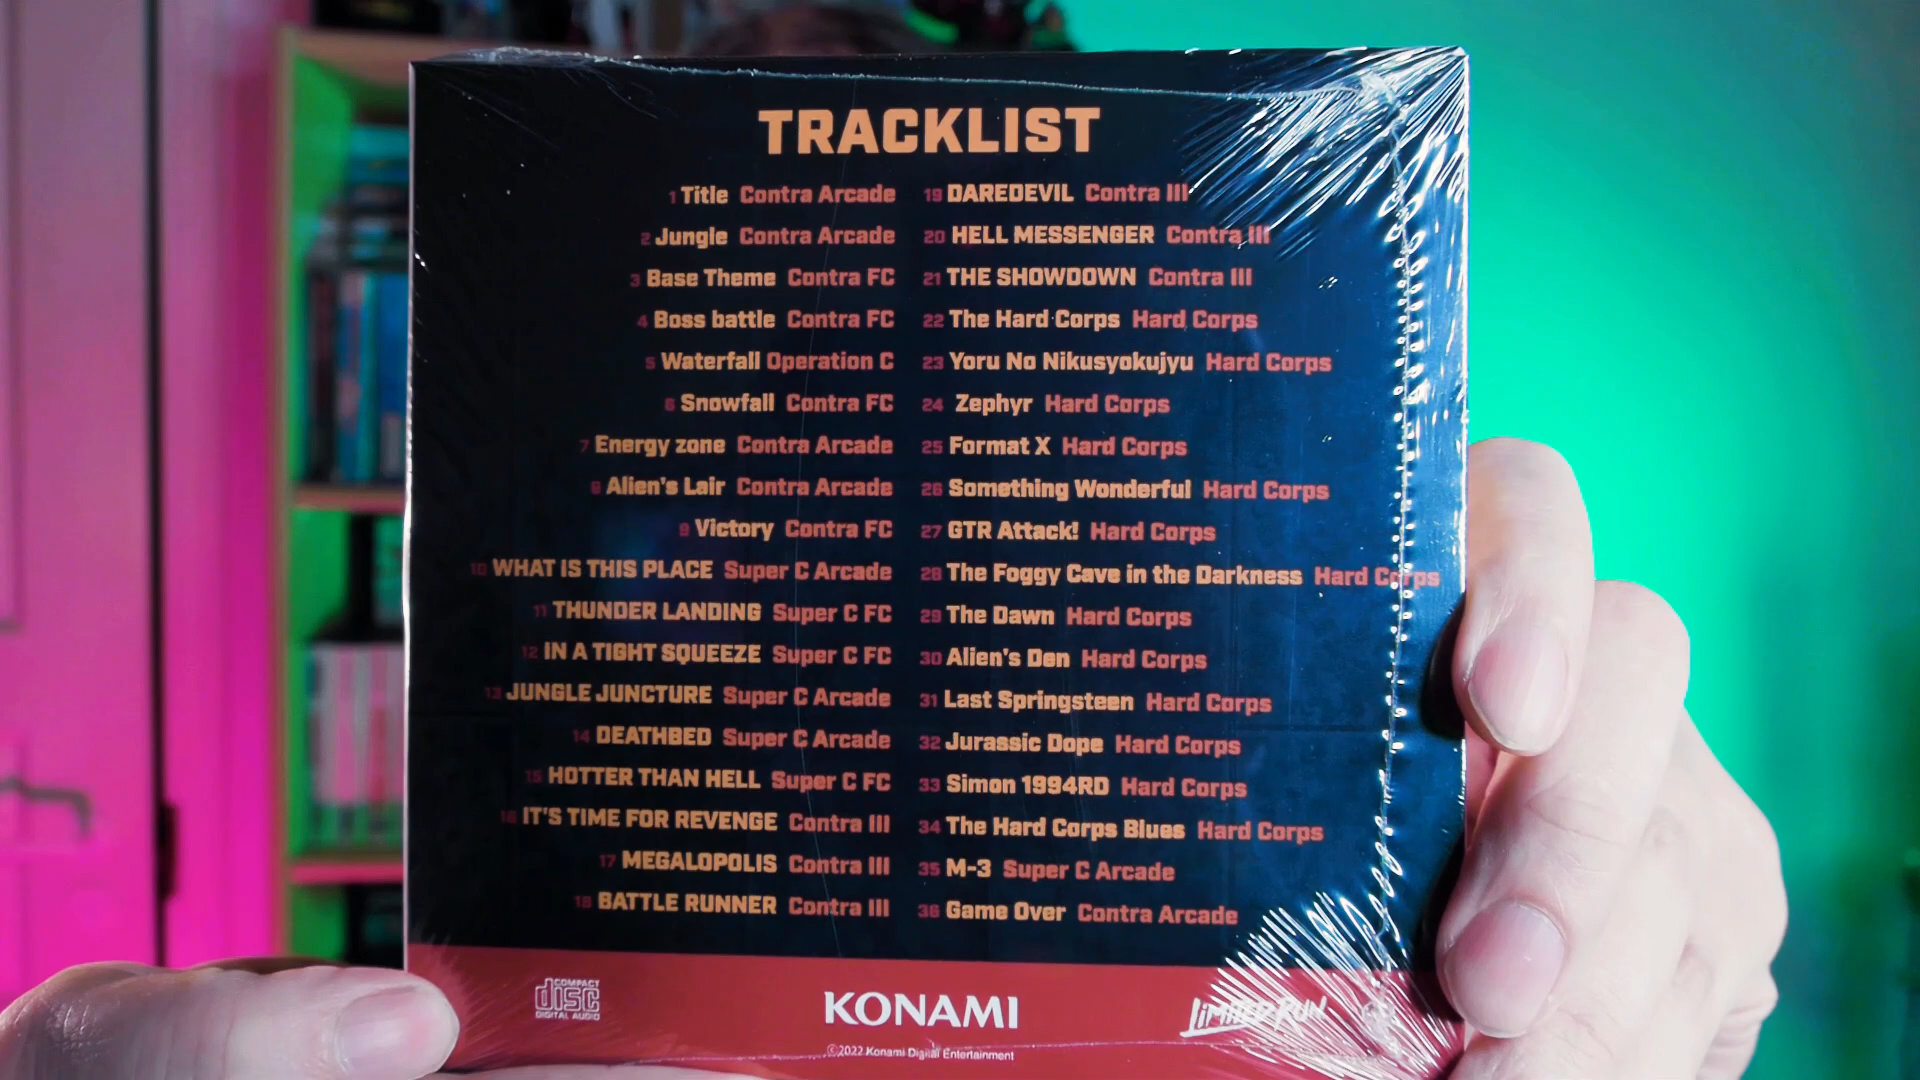 TRACKLIST
1 Title Contra Arcade
2 Jungle Contra Arcade
3 Base Theme Contra FC
4 Boss battle Contra FC
5 Waterfall Operation C
6 Snowfall Contra FC
7 Energy zone Contra Arcade
8 Alien's Lair Contra Arcade
9 Victory Contra FC
10 WHAT IS THIS PLACE Super C Arcade
11 THUNDER LANDING Super C FC
12 IN A TIGHT SQUEEZE Super C FC
13 JUNGLE JUNCTURE Super C Arcade
14 DEATHBED Super C Arcade
15 HOTTER THAN HELL Super C FC
16 IT'S TIME FOR REVENGE Contra III
17 MEGALOPOLIS Contra III
18 BATTLE RUNNER Contra III
19 DAREDEVIL Contra III
20 HELL MESSENGER Contra III
21 THE SHOWDOWN Contra III
22 The Hard Corps Hard Corps
23 Yoru No Nikusyokujyu Hard Corps
24 Zephyr Hard Corps
25 Format X Hard Corps
26 Something Wonderful Hard Corps
27 GTR Attack! Hard Corps
28 The Foggy Cave in the Darkness Hard Corps
29 The Dawn Hard Corps
30 Alien's Den Hard Corps
31 Last Springsteen Hard Corps
32 Jurassic Dope Hard Corps
33 Simon 1994RD Hard Corps
34 The Hard Corps Blues Hard Corps
35 M-3 Super C Arcade
36 Game Over Contra Arcade
COMPACT
disc
DIGITAL AUDIO
KONAMI
LIMITED RUN
©2022 Konami Digital Entertainment